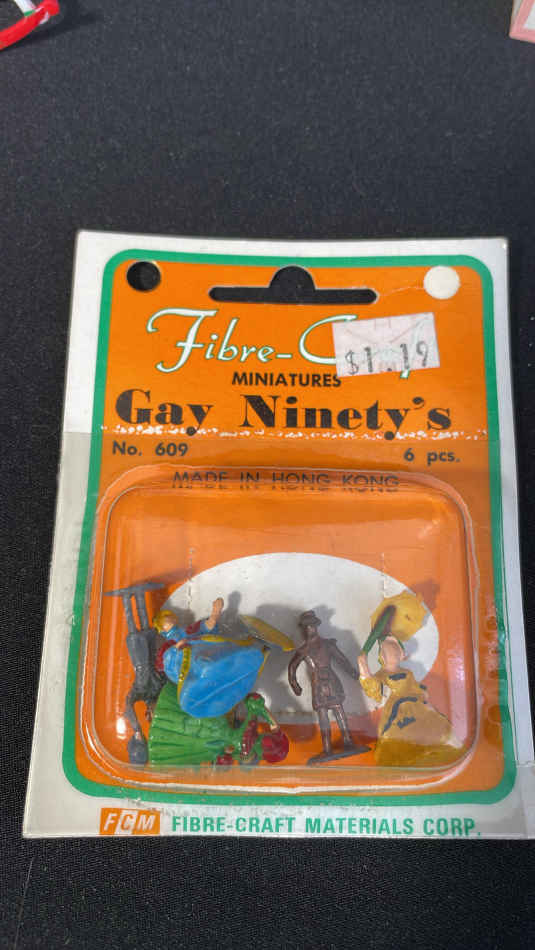 Fibre-C
$1.19
MINIATURES
Gay Ninety's
No. 609 6 pcs.
MADE IN HONG KONG
FCM FIBRE-CRAFT MATERIALS CORP.